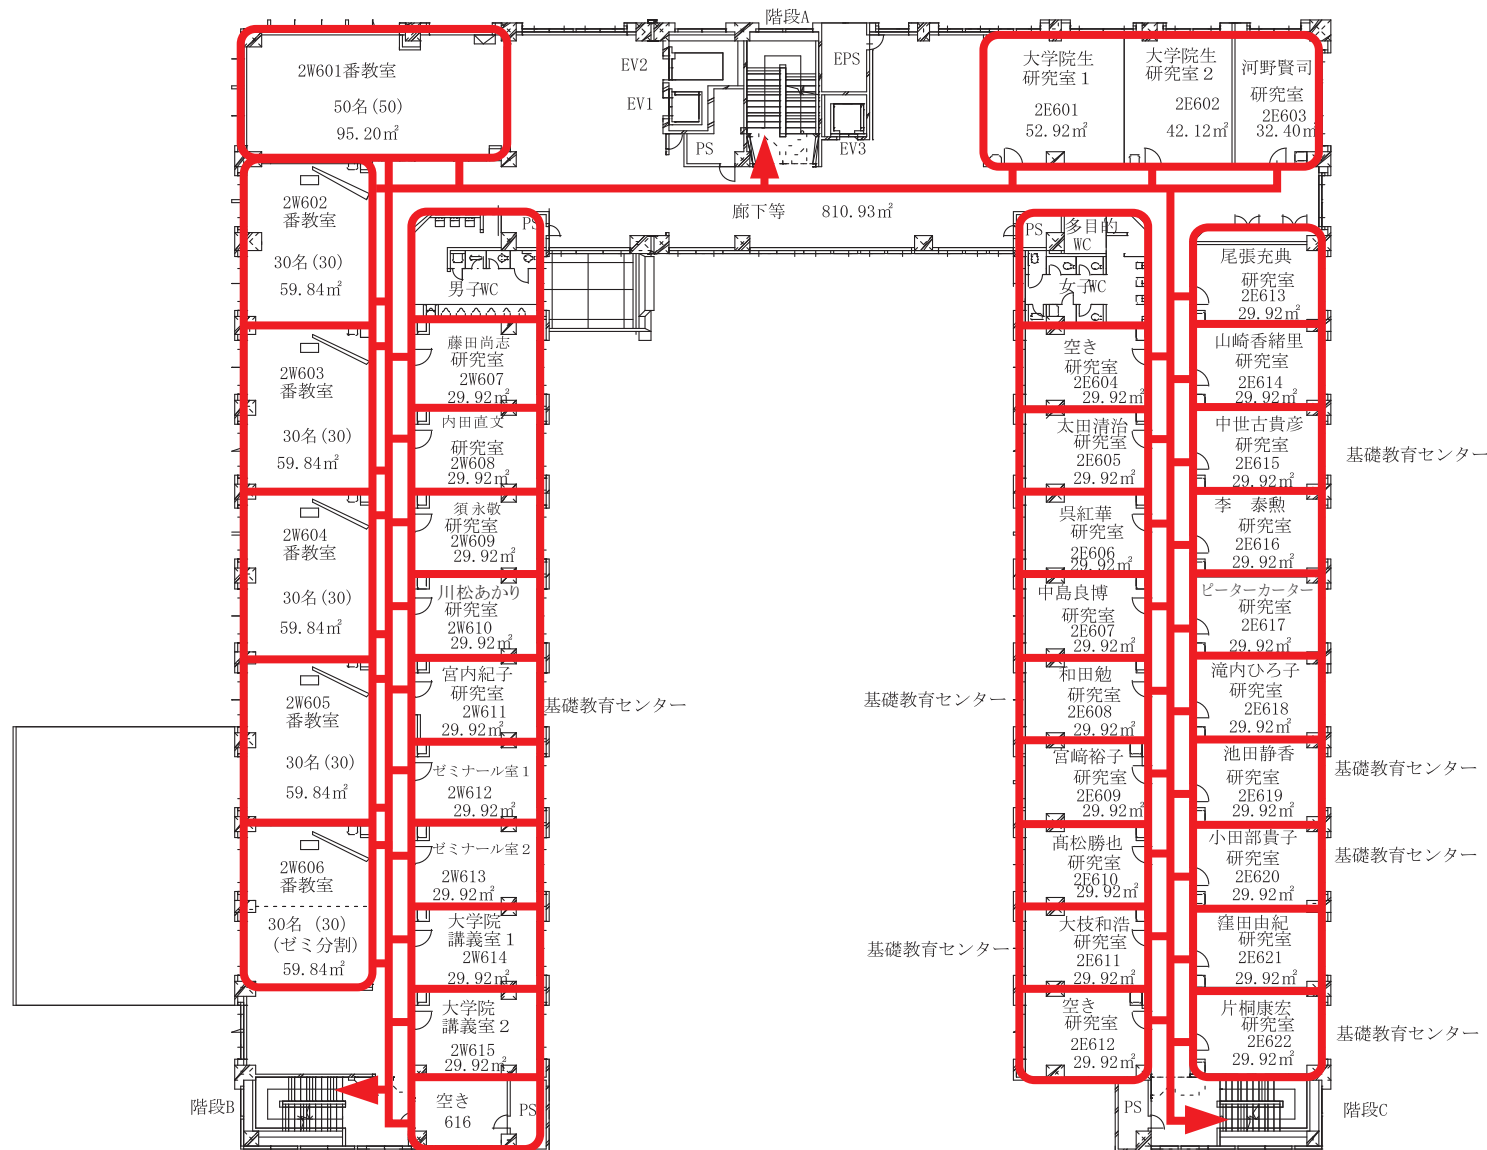 階段A
2W601番教室
50名(50)
95.20㎡
EV2
EV1
PS
EPS
EV3
大学院生
研究室１
2E601
52.92㎡
大学院生
研究室２
2E602
42.12㎡
河野賢司
研究室
2E603
32.40㎡
廊下等 810.93㎡
2W602
番教室
30名(30)
59.84㎡
2W603
番教室
30名(30)
59.84㎡
2W604
番教室
30名(30)
59.84㎡
2W605
番教室
30名(30)
59.84㎡
2W606
番教室
30名 (30)
(ゼミ分割)
59.84㎡
PS
男子WC
藤田尚志
研究室
2W607
29.92㎡
内田直文
研究室
2W608
29.92㎡
須永敬
研究室
2W609
29.92㎡
川松あかり
研究室
2W610
29.92㎡
宮内紀子
研究室
2W611
29.92㎡
基礎教育センター
ゼミナール室１
2W612
29.92㎡
ゼミナール室２
2W613
29.92㎡
大学院
講義室１
2W614
29.92㎡
大学院
講義室２
2W615
29.92㎡
空き
616
PS
階段B
PS
多目的
WC
女子WC
空き
研究室
2E604
29.92㎡
太田清治
研究室
2E605
29.92㎡
呉紅華
研究室
2E606
29.92㎡
中島良博
研究室
2E607
29.92㎡
和田勉
研究室
2E608
29.92㎡
基礎教育センター
宮﨑裕子
研究室
2E609
29.92㎡
髙松勝也
研究室
2E610
29.92㎡
大枝和浩
研究室
2E611
29.92㎡
基礎教育センター
空き
研究室
2E612
29.92㎡
PS
尾張充典
研究室
2E613
29.92㎡
山崎香緒里
研究室
2E614
29.92㎡
中世古貴彦
研究室
2E615
29.92㎡
基礎教育センター
李 泰勲
研究室
2E616
29.92㎡
ピーターカーター
研究室
2E617
29.92㎡
滝内ひろ子
研究室
2E618
29.92㎡
池田静香
研究室
2E619
29.92㎡
基礎教育センター
小田部貴子
研究室
2E620
29.92㎡
基礎教育センター
窪田由紀
研究室
2E621
29.92㎡
片桐康宏
研究室
2E622
29.92㎡
基礎教育センター
階段C